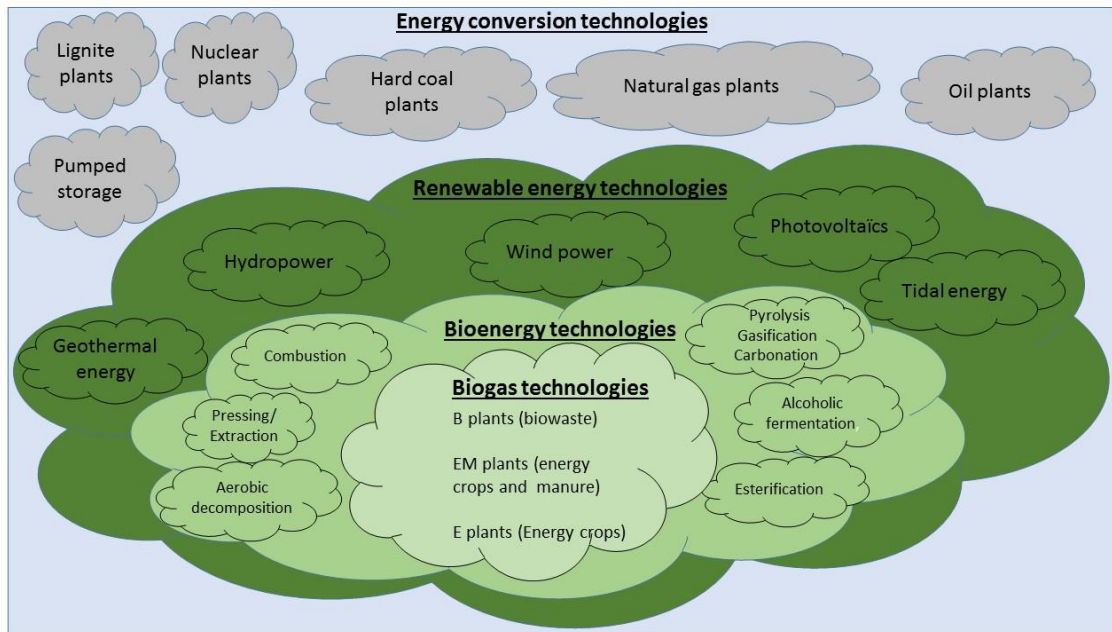 Energy conversion technologies
Lignite
plants
Nuclear
plants
Hard coal
plants
Natural gas plants
Oil plants
Pumped
storage
Renewable energy technologies
Hydropower
Wind power
Photovoltaïcs
Tidal energy
Geothermal
energy
Bioenergy technologies
Combustion
Pyrolysis
Gasification
Carbonation
Pressing/
Extraction
Alcoholic
fermentation,
Aerobic
decomposition
Esterification
Biogas technologies
B plants (biowaste)
EM plants (energy
crops and manure)
E plants (Energy crops)